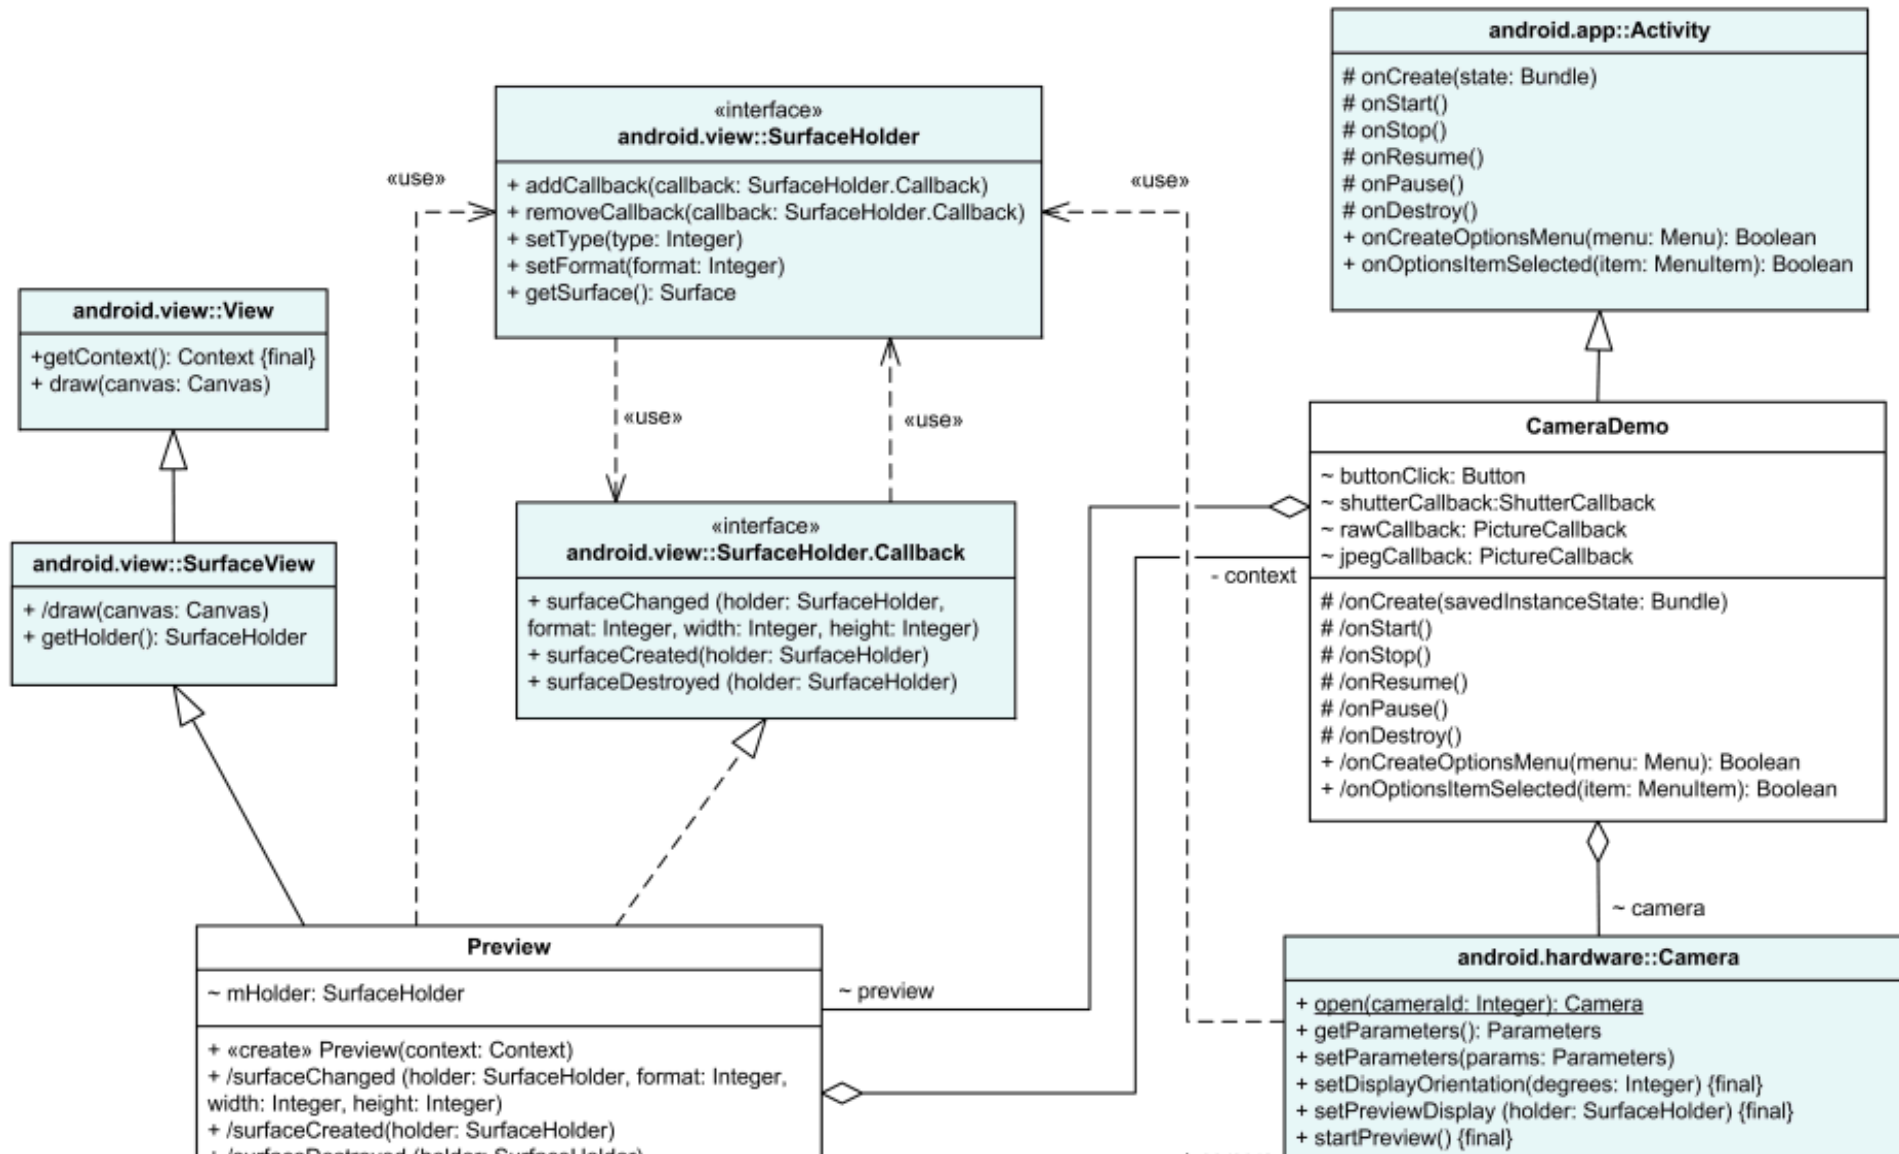 android.app::Activity
# onCreate(state: Bundle)
# onStart()
# onStop()
# onResume()
# onPause()
# onDestroy()
+ onCreateOptionsMenu(menu: Menu): Boolean
+ onOptionsItemSelected(item: MenuItem): Boolean
«interface»
android.view::SurfaceHolder
+ addCallback(callback: SurfaceHolder.Callback)
+ removeCallback(callback: SurfaceHolder.Callback)
+ setType(type: Integer)
+ setFormat(format: Integer)
+ getSurface(): Surface
«use»
«use»
android.view::View
+getContext(): Context {final}
+ draw(canvas: Canvas)
«use»
«use»
CameraDemo
~ buttonClick: Button
~ shutterCallback:ShutterCallback
~ rawCallback: PictureCallback
~ jpegCallback: PictureCallback
# /onCreate(savedInstanceState: Bundle)
# /onStart()
# /onStop()
# /onResume()
# /onPause()
# /onDestroy()
+ /onCreateOptionsMenu(menu: Menu): Boolean
+ /onOptionsItemSelected(item: MenuItem): Boolean
- context
android.view::SurfaceView
+ /draw(canvas: Canvas)
+ getHolder(): SurfaceHolder
«interface»
android.view::SurfaceHolder.Callback
+ surfaceChanged (holder: SurfaceHolder,
format: Integer, width: Integer, height: Integer)
+ surfaceCreated(holder: SurfaceHolder)
+ surfaceDestroyed (holder: SurfaceHolder)
~ camera
Preview
~ mHolder: SurfaceHolder
+ «create» Preview(context: Context)
+ /surfaceChanged (holder: SurfaceHolder, format: Integer,
width: Integer, height: Integer)
+ /surfaceCreated(holder: SurfaceHolder)
+ /surfaceDestroyed (holder: SurfaceHolder)
~ preview
android.hardware::Camera
+ open(cameraId: Integer): Camera
+ getParameters(): Parameters
+ setParameters(params: Parameters)
+ setDisplayOrientation(degrees: Integer) {final}
+ setPreviewDisplay (holder: SurfaceHolder) {final}
+ startPreview() {final}